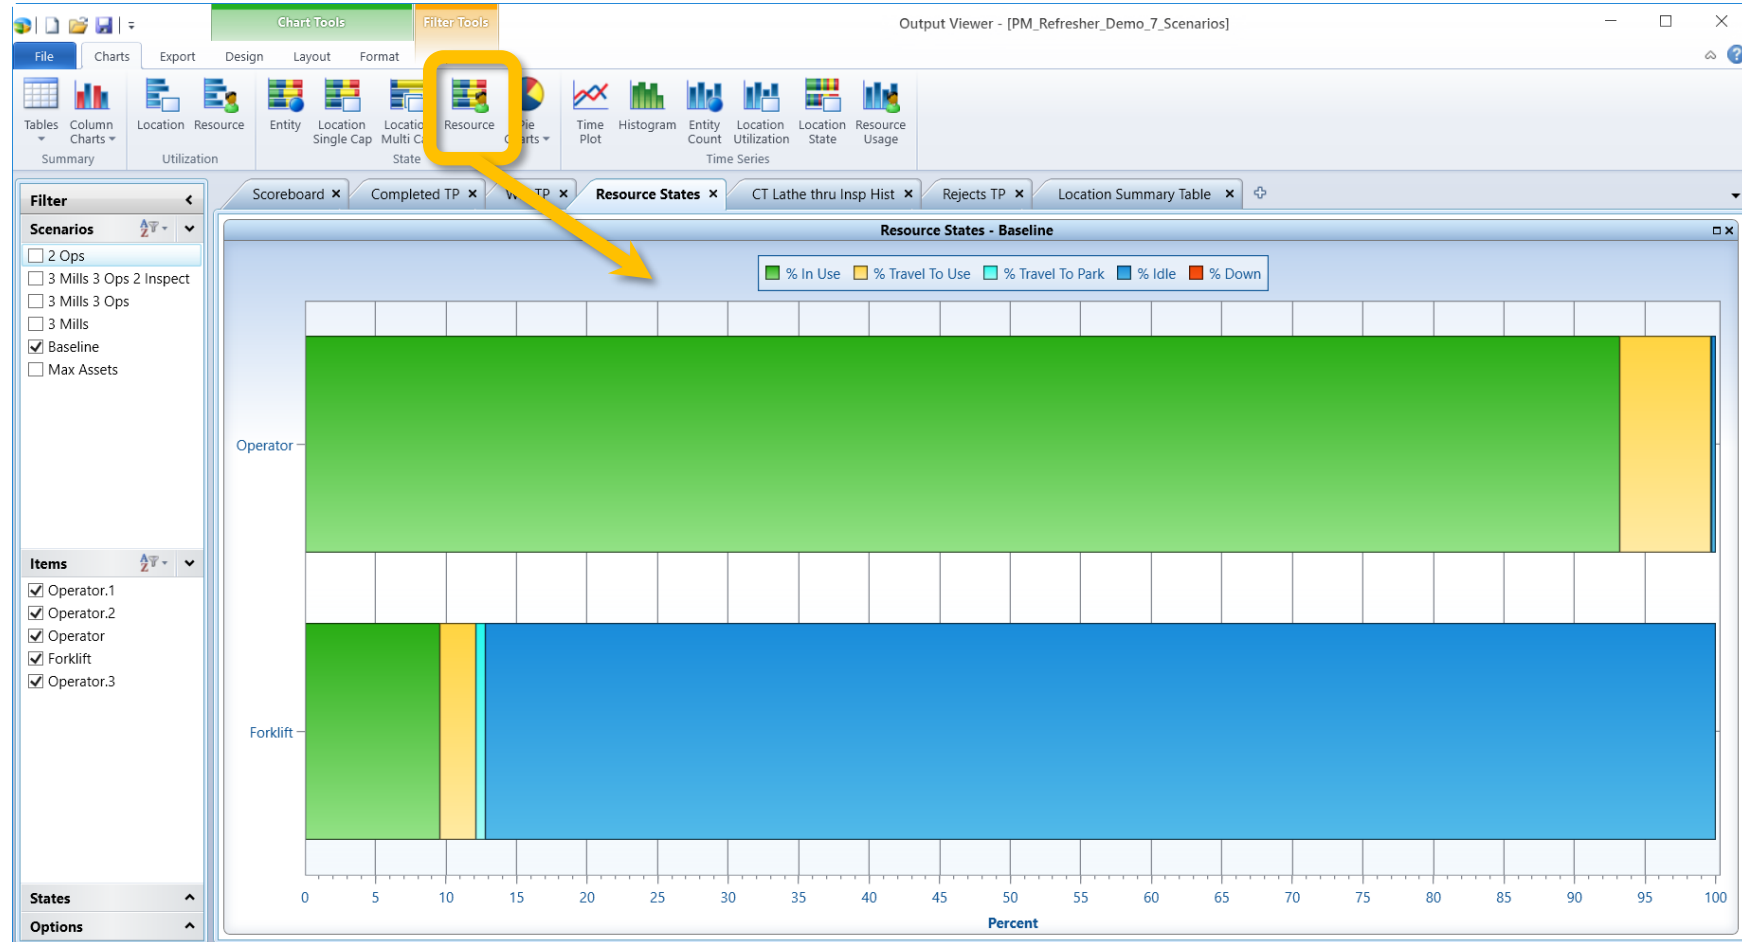 Chart Tools
Filter Tools
Output Viewer - [PM_Refresher_Demo_7_Scenarios]
File
Charts
Export
Design
Layout
Format
Tables
Column Charts
Location
Resource
Entity
Location Single Cap
Location Multi
Resource
Charts
Time Plot
Histogram
Entity Count
Location Utilization
Location State
Resource Usage
Summary
Utilization
State
Time Series
Filter
Scenarios
2 Ops
3 Mills 3 Ops 2 Inspect
3 Mills 3 Ops
3 Mills
Baseline
Max Assets
Items
Operator.1
Operator.2
Operator
Forklift
Operator.3
States
Options
Scoreboard
Completed TP
TP
Resource States
CT Lathe thru Insp Hist
Rejects TP
Location Summary Table
Resource States - Baseline
% In Use
% Travel To Use
% Travel To Park
% Idle
% Down
Operator
Forklift
0 5 10 15 20 25 30 35 40 45 50 55 60 65 70 75 80 85 90 95 100
Percent